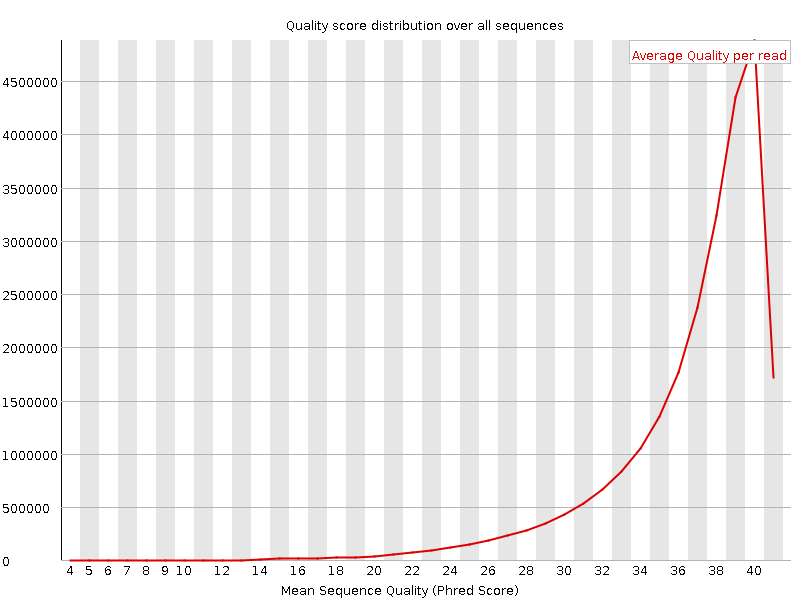 Quality score distribution over all sequences
Average Quality per read
4500000
4000000
3500000
3000000
2500000
2000000
1500000
1000000
500000
0
4 5 6 7 8 9 10 12 14 16 18 20 22 24 26 28 30 32 34 36 38 40
Mean Sequence Quality (Phred Score)